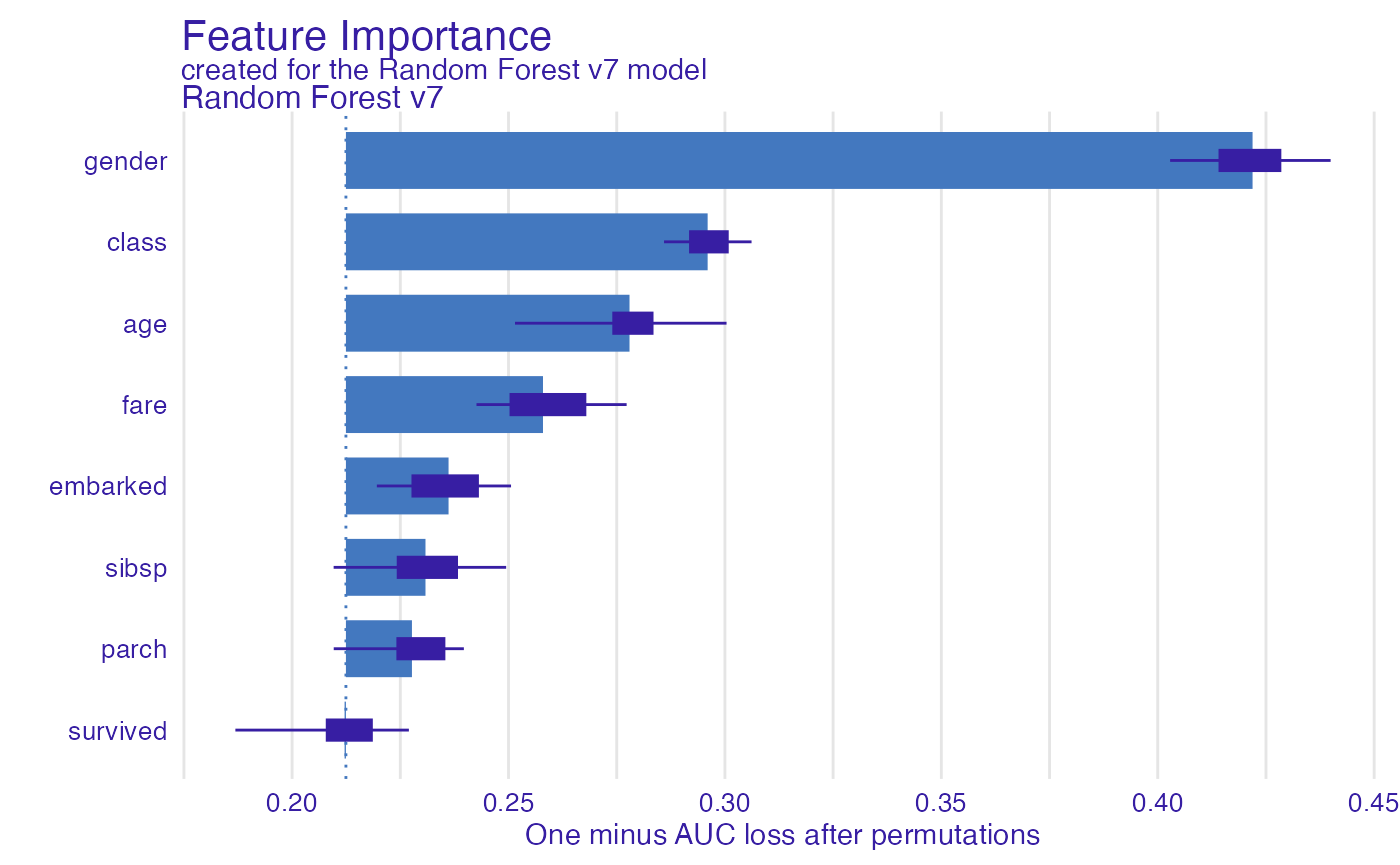 Feature Importance
created for the Random Forest v7 model
Random Forest v7
gender
class
age
fare
embarked
sibsp
parch
survived
0.20 0.25 0.30 0.35 0.40 0.45
One minus AUC loss after permutations